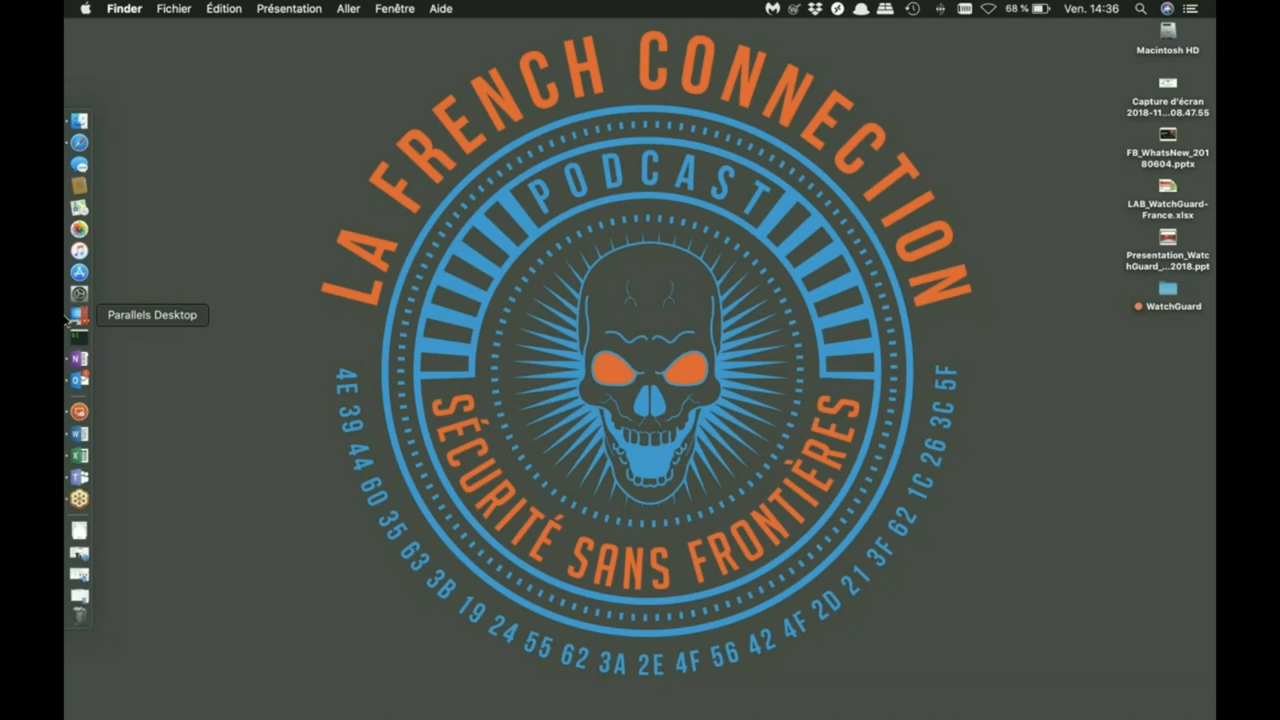 Finder Fichier Édition Présentation Aller Fenêtre Aide 68 % Ven. 14:36
LA FRENCH CONNECTION
PODCAST
SÉCURITÉ SANS FRONTIÈRES
4E 39 44 60 35 63 3B 19 24 55 62 3A 2E 4F 56 42 4F 2D 21 3F 62 1C 26 3C 5F
Parallels Desktop
Macintosh HD
Capture d'écran
2018-11...08.47.55
FB_WhatsNew_201
80604.pptx
LAB_WatchGuard-
France.xlsx
Presentation_Watc
hGuard_...2018.ppt
WatchGuard